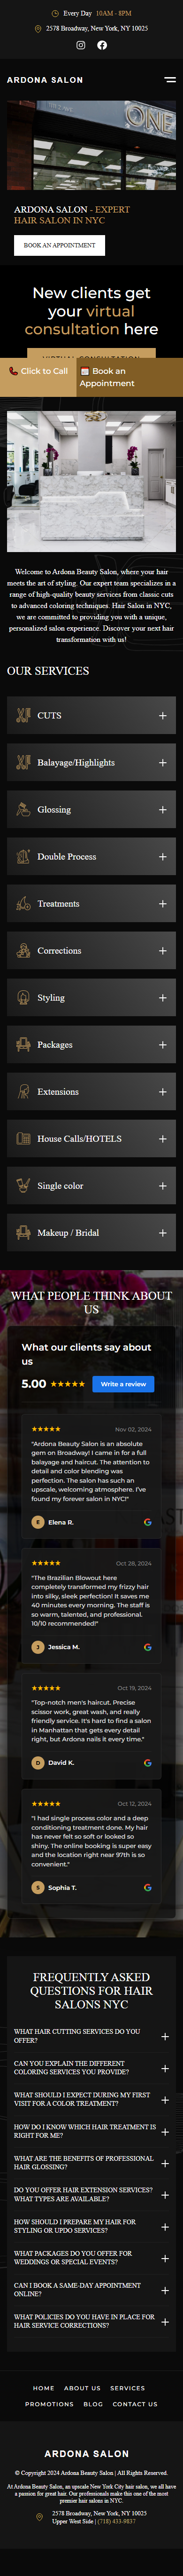 Every Day 10AM - 8PM
2578 Broadway, New York, NY 10025
ARDONA SALON
ONE
ARDONA SALON - EXPERT
HAIR SALON IN NYC
BOOK AN APPOINTMENT
New clients get
your virtual
consultation here
Click to Call
Book an
Appointment
Welcome to Ardona Beauty Salon, where your hair
meets the art of styling. Our expert team specializes in a
range of high-quality beauty services from classic cuts
to advanced coloring techniques. Hair Salon in NYC,
we are committed to providing you with a unique,
personalized salon experience. Discover your next hair
transformation with us!
OUR SERVICES
CUTS
Balayage/Highlights
Glossing
Double Process
Treatments
Corrections
Styling
Packages
Extensions
House Calls/HOTELS
Single color
Makeup / Bridal
WHAT PEOPLE THINK ABOUT
US
What our clients say about
us
5.00 ★★★★★ Write a review
★★★★★ Nov 02, 2024
"Ardona Beauty Salon is an absolute
gem on Broadway! I came in for a full
balayage and haircut. The attention to
detail and color blending was
perfection. The salon has such an
upscale, welcoming atmosphere. I've
found my forever salon in NYC!"
E Elena R.
★★★★★ Oct 28, 2024
"The Brazilian Blowout here
completely transformed my frizzy hair
into silky, sleek perfection! It saves me
40 minutes every morning. The staff is
so warm, talented, and professional.
10/10 recommended!"
J Jessica M.
★★★★★ Oct 19, 2024
"Top-notch men's haircut. Precise
scissor work, great wash, and really
friendly service. It's hard to find a salon
in Manhattan that gets every detail
right, but Ardona nails it every time."
D David K.
★★★★★ Oct 12, 2024
"I had single process color and a deep
conditioning treatment done. My hair
has never felt so soft or looked so
shiny. The online booking is super easy
and the location right near 97th is so
convenient."
S Sophia T.
FREQUENTLY ASKED
QUESTIONS FOR HAIR
SALONS NYC
WHAT HAIR CUTTING SERVICES DO YOU
OFFER?
CAN YOU EXPLAIN THE DIFFERENT
COLORING SERVICES YOU PROVIDE?
WHAT SHOULD I EXPECT DURING MY FIRST
VISIT FOR A COLOR TREATMENT?
HOW DO I KNOW WHICH HAIR TREATMENT IS
RIGHT FOR ME?
WHAT ARE THE BENEFITS OF PROFESSIONAL
HAIR GLOSSING?
DO YOU OFFER HAIR EXTENSION SERVICES?
WHAT TYPES ARE AVAILABLE?
HOW SHOULD I PREPARE MY HAIR FOR
STYLING OR UPDO SERVICES?
WHAT PACKAGES DO YOU OFFER FOR
WEDDINGS OR SPECIAL EVENTS?
CAN I BOOK A SAME-DAY APPOINTMENT
ONLINE?
WHAT POLICIES DO YOU HAVE IN PLACE FOR
HAIR SERVICE CORRECTIONS?
HOME ABOUT US SERVICES
PROMOTIONS BLOG CONTACT US
ARDONA SALON
© Copyright 2024 Ardona Beauty Salon | All Rights Reserved.
At Ardona Beauty Salon, an upscale New York City hair salon, we all have
a passion for great hair. Our professionals make this one of the most
premier hair salons in NYC.
2578 Broadway, New York, NY 10025
Upper West Side | (718) 433-9837